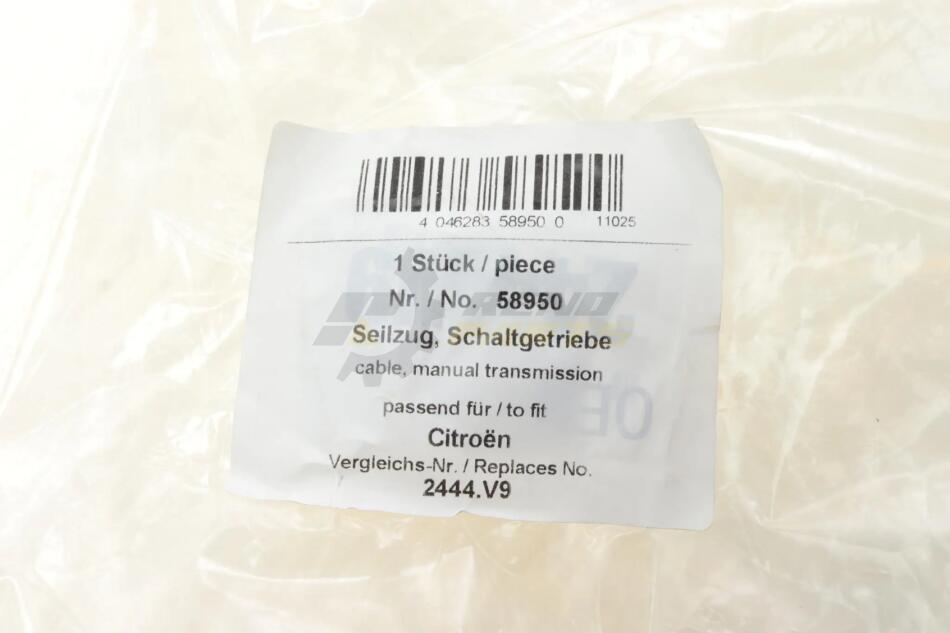 4 046283 58950 0 11025
1 Stück / piece
Nr. / No. 58950
Seilzug, Schaltgetriebe
cable, manual transmission
passend für / to fit
Citroën
Vergleichs-Nr. / Replaces No.
2444.V9